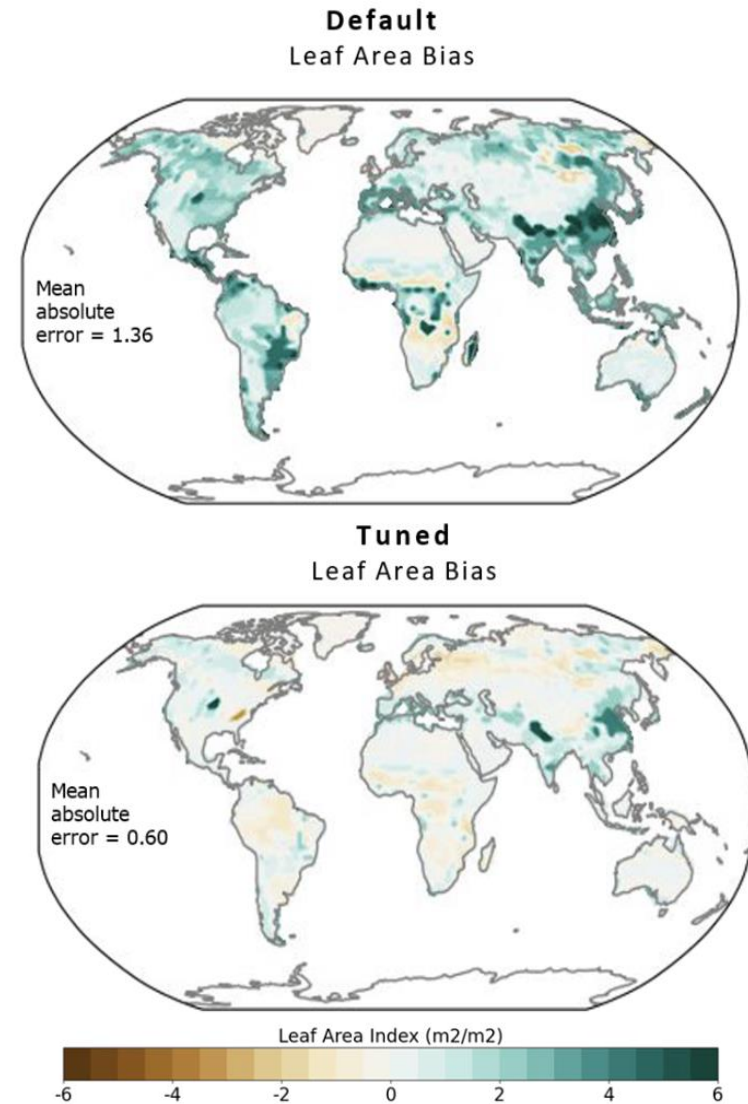 Default
Leaf Area Bias
Mean
absolute
error = 1.36
Tuned
Leaf Area Bias
Mean
absolute
error = 0.60
Leaf Area Index (m2/m2)
-6 -4 -2 0 2 4 6